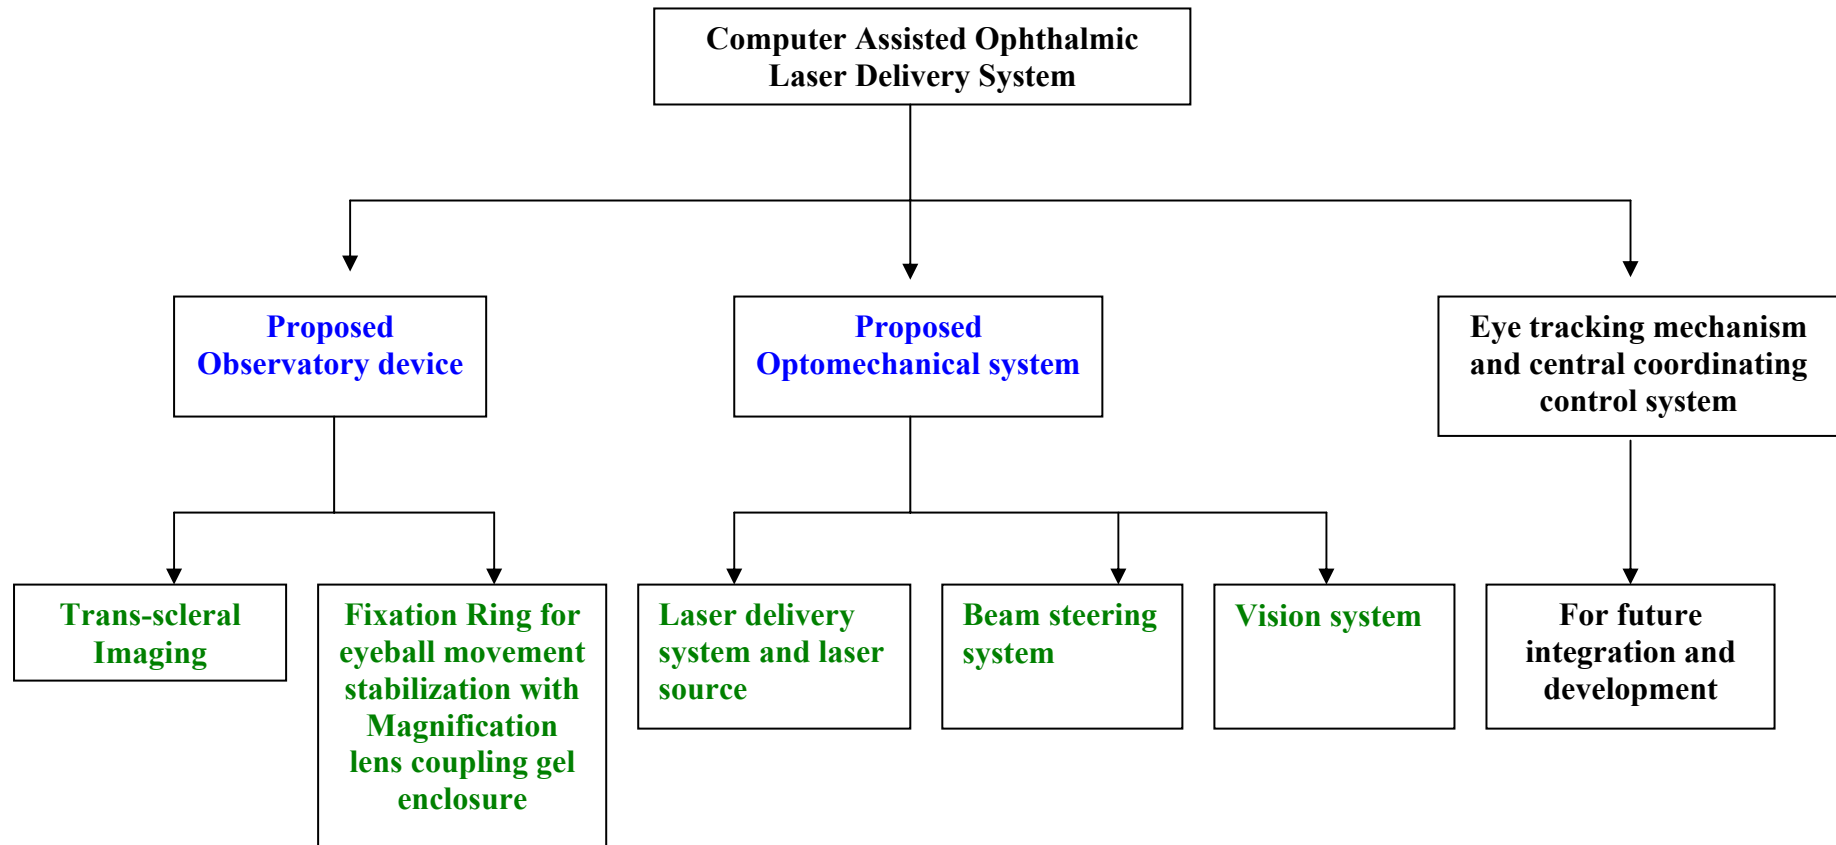 Computer Assisted Ophthalmic
Laser Delivery System
Proposed
Observatory device
Proposed
Optomechanical system
Eye tracking mechanism
and central coordinating
control system
Trans-scleral
Imaging
Fixation Ring for
eyeball movement
stabilization with
Magnification
lens coupling gel
enclosure
Laser delivery
system and laser
source
Beam steering
system
Vision system
For future
integration and
development